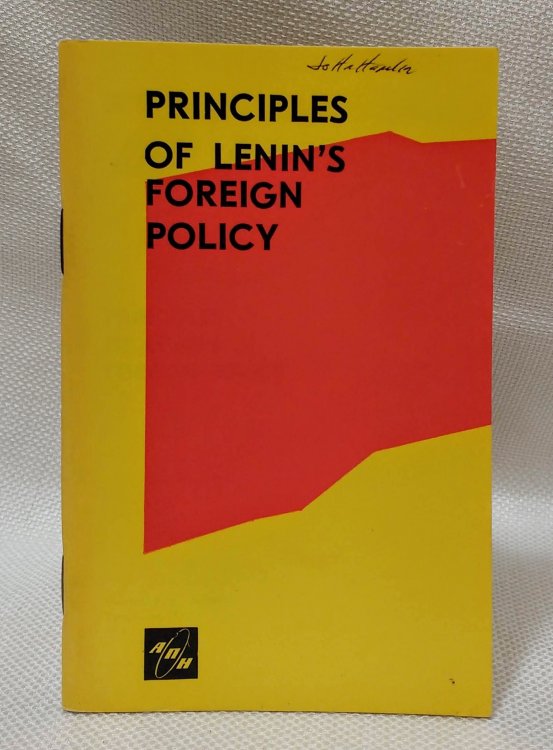 PRINCIPLES
OF LENIN'S
FOREIGN
POLICY
АПН